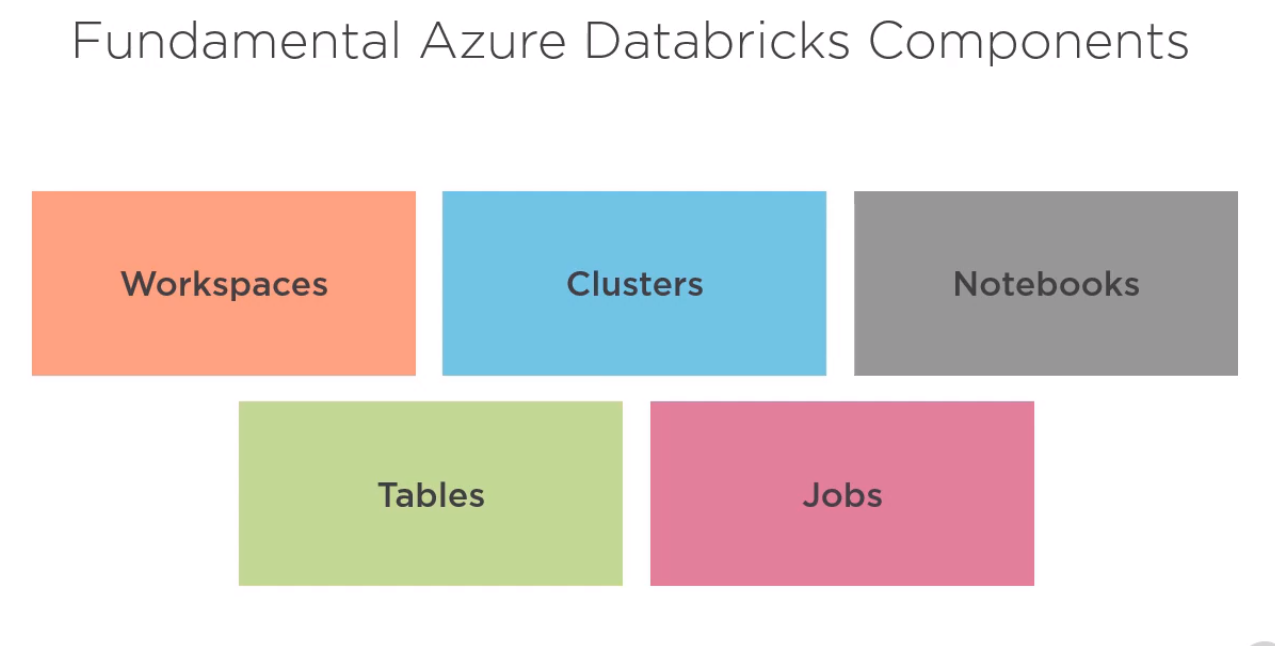 Fundamental Azure Databricks Components
Workspaces
Clusters
Notebooks
Tables
Jobs